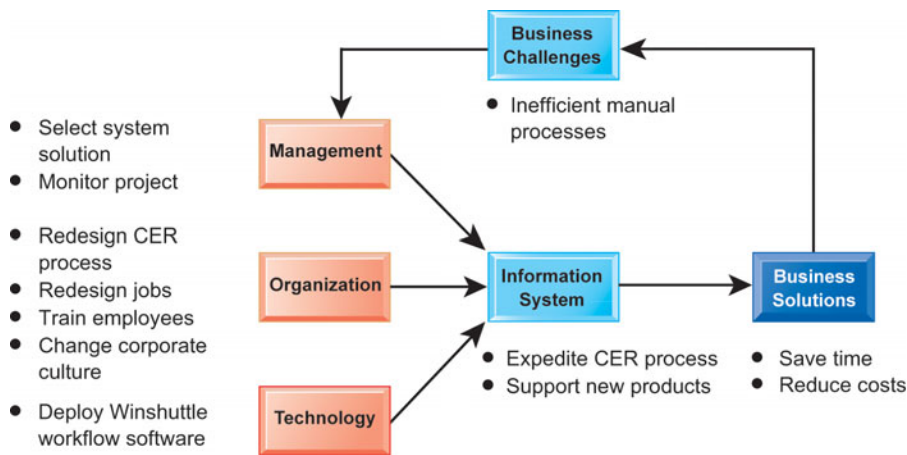 Business
Challenges
● Inefficient manual
processes
● Select system
solution
● Monitor project
Management
● Redesign CER
process
● Redesign jobs
● Train employees
● Change corporate
culture
Organization
Information
System
Business
Solutions
● Expedite CER process
● Support new products
● Save time
● Reduce costs
● Deploy Winshuttle
workflow software
Technology